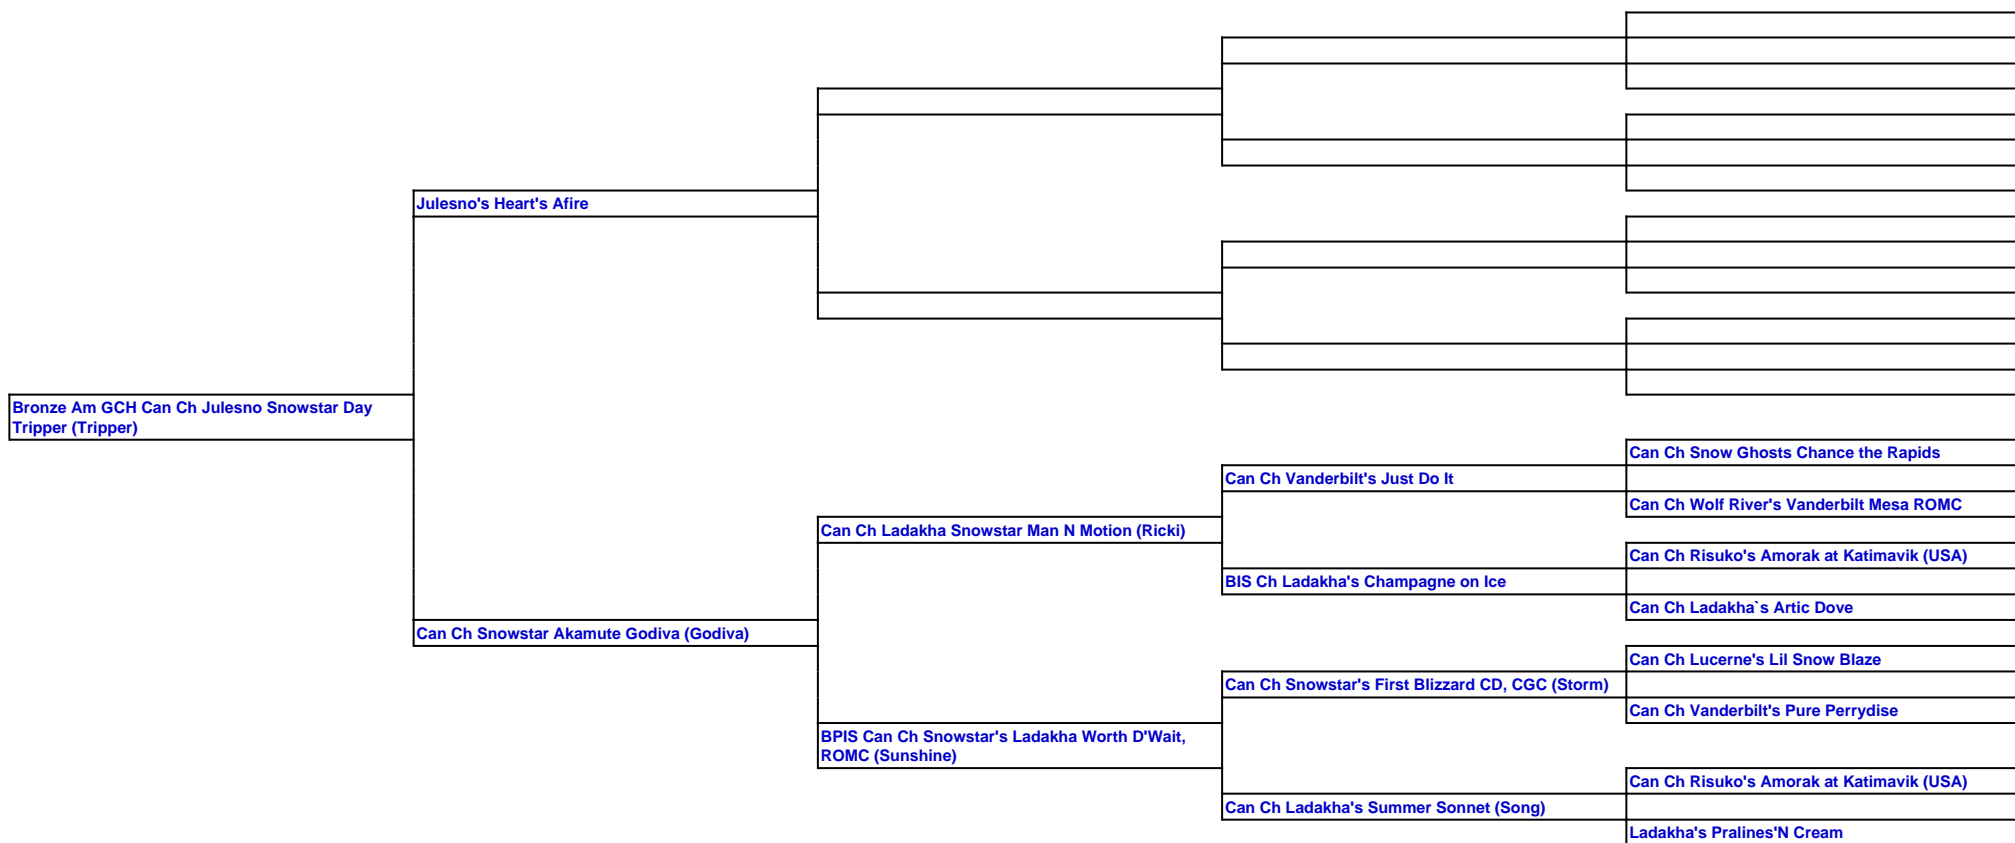 Julesno's Heart's Afire
Bronze Am GCH Can Ch Julesno Snowstar Day
Tripper (Tripper)
Can Ch Snow Ghosts Chance the Rapids
Can Ch Vanderbilt's Just Do It
Can Ch Wolf River's Vanderbilt Mesa ROMC
Can Ch Ladakha Snowstar Man N Motion (Ricki)
Can Ch Risuko's Amorak at Katimavik (USA)
BIS Ch Ladakha's Champagne on Ice
Can Ch Ladakha`s Artic Dove
Can Ch Snowstar Akamute Godiva (Godiva)
Can Ch Lucerne's Lil Snow Blaze
Can Ch Snowstar's First Blizzard CD, CGC (Storm)
Can Ch Vanderbilt's Pure Perrydise
BPIS Can Ch Snowstar's Ladakha Worth D'Wait,
ROMC (Sunshine)
Can Ch Risuko's Amorak at Katimavik (USA)
Can Ch Ladakha's Summer Sonnet (Song)
Ladakha's Pralines'N Cream